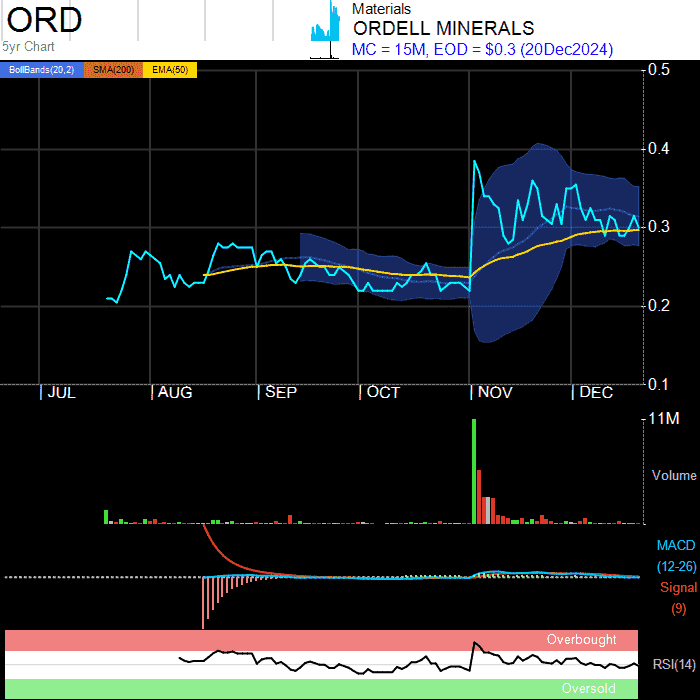 ORD
5yr Chart
Materials
ORDELL MINERALS
MC = 15M, EOD = $0.3 (20Dec2024)
BollBands(20,2) SMA(200) EMA(50)
0.5
0.4
0.3
0.2
0.1
JUL AUG SEP OCT NOV DEC
11M
Volume
MACD
(12-26)
Signal
(9)
Overbought
RSI(14)
Oversold